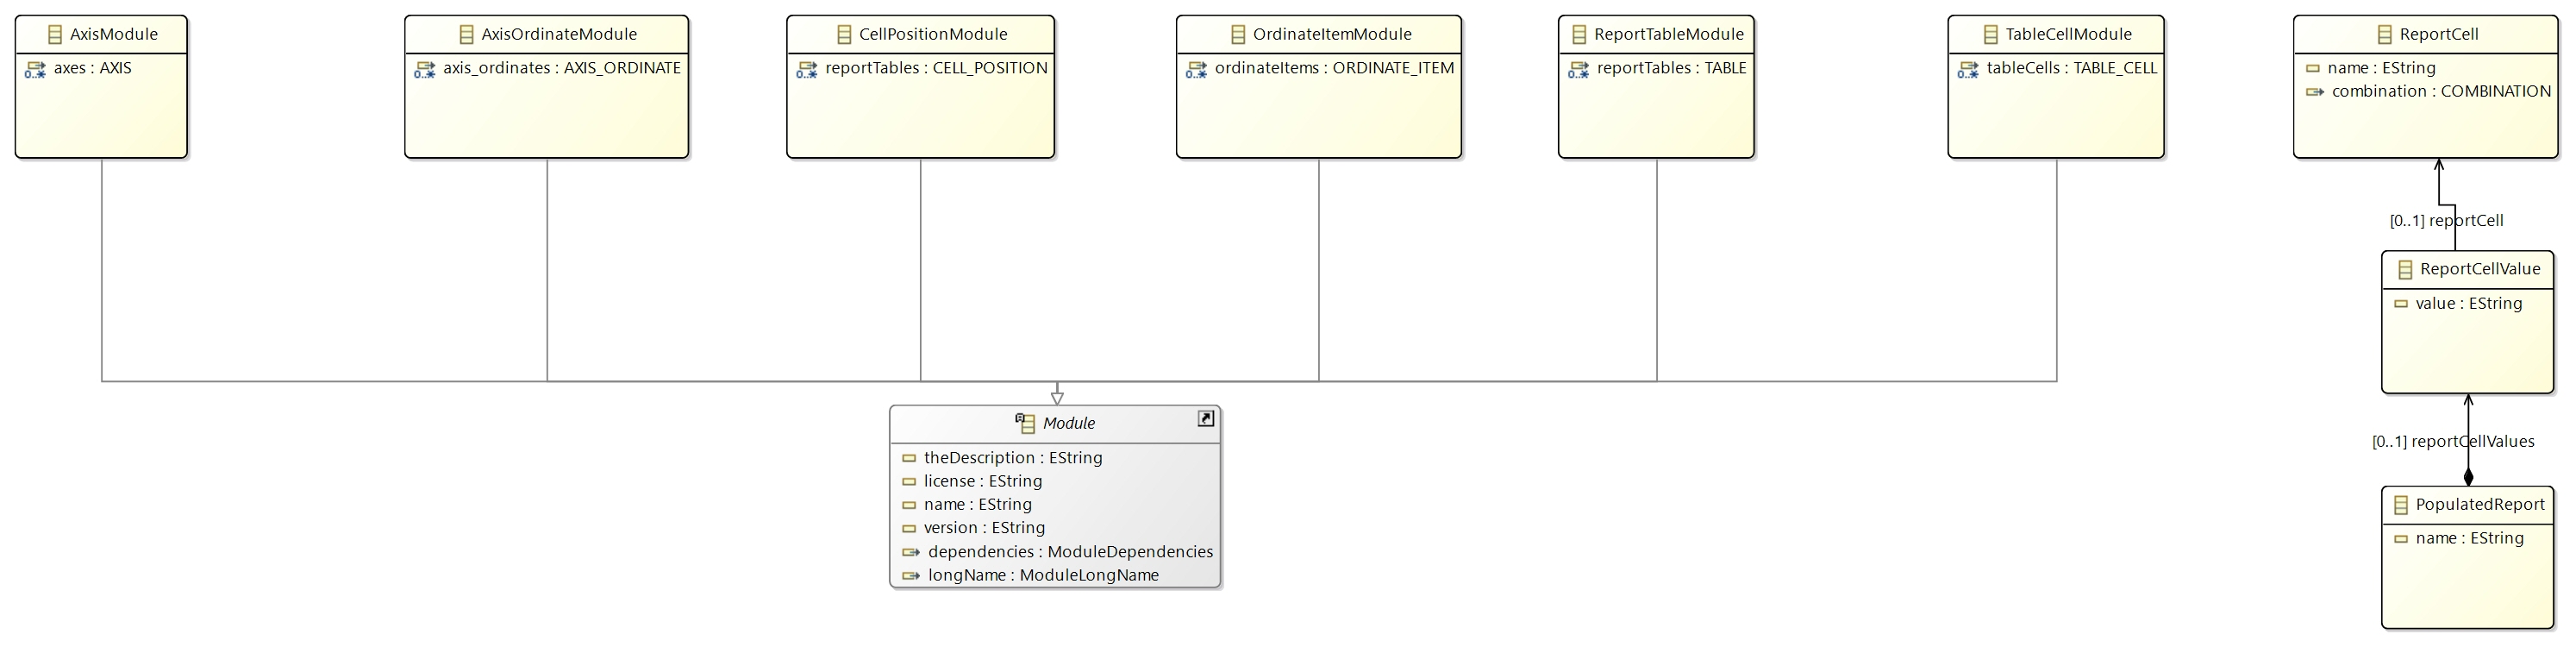 AxisModule
0..* axes : AXIS
AxisOrdinateModule
0..* axis_ordinates : AXIS_ORDINATE
CellPositionModule
0..* reportTables : CELL_POSITION
OrdinateItemModule
0..* ordinateItems : ORDINATE_ITEM
ReportTableModule
0..* reportTables : TABLE
TableCellModule
0..* tableCells : TABLE_CELL
ReportCell
name : EString
combination : COMBINATION
[0..1] reportCell
ReportCellValue
value : EString
[0..1] reportCellValues
PopulatedReport
name : EString
Module
theDescription : EString
license : EString
name : EString
version : EString
dependencies : ModuleDependencies
longName : ModuleLongName